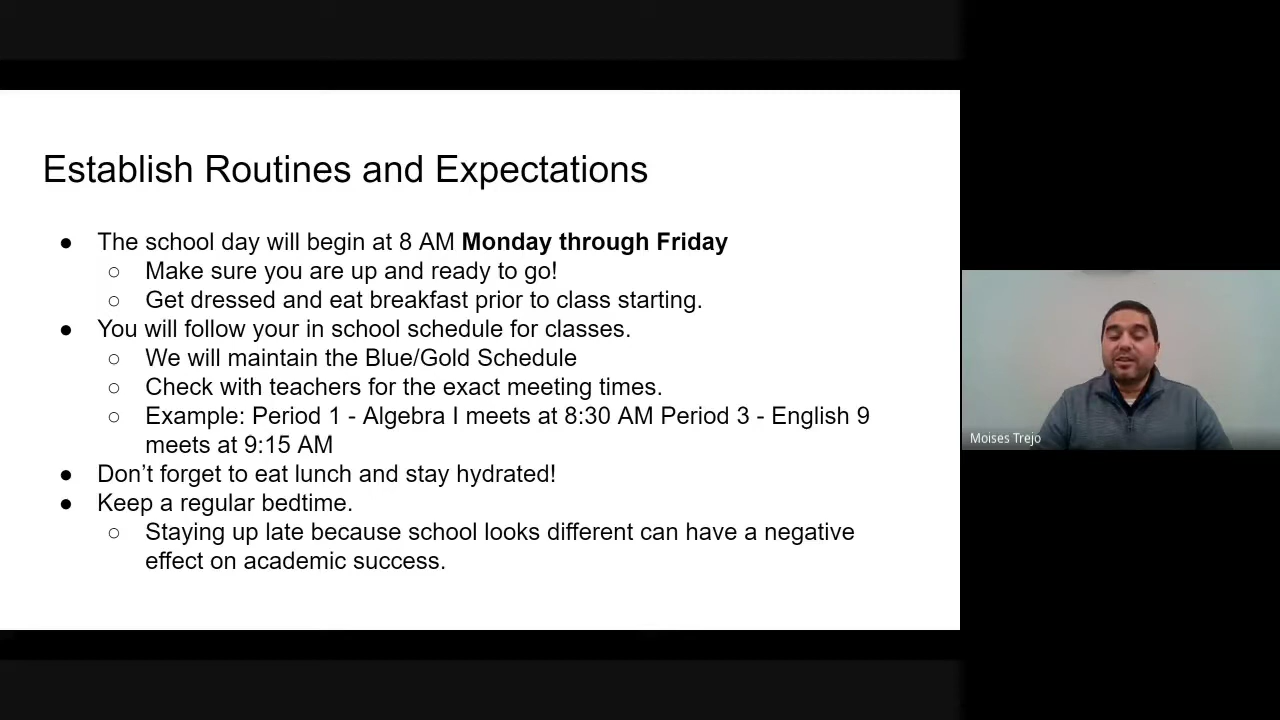 Establish Routines and Expectations
● The school day will begin at 8 AM Monday through Friday
○ Make sure you are up and ready to go!
○ Get dressed and eat breakfast prior to class starting.
● You will follow your in school schedule for classes.
○ We will maintain the Blue/Gold Schedule
○ Check with teachers for the exact meeting times.
○ Example: Period 1 - Algebra I meets at 8:30 AM Period 3 - English 9
meets at 9:15 AM
● Don’t forget to eat lunch and stay hydrated!
● Keep a regular bedtime.
○ Staying up late because school looks different can have a negative
effect on academic success.
Moises Trejo